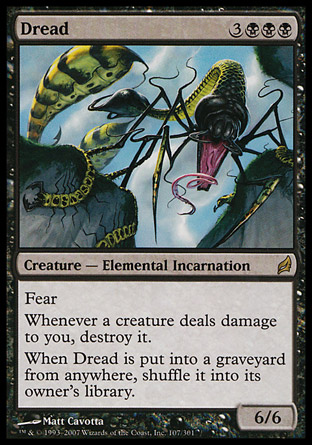 Dread 3
Creature — Elemental Incarnation
Fear
Whenever a creature deals damage
to you, destroy it.
When Dread is put into a graveyard
from anywhere, shuffle it into its
owner's library.
Matt Cavotta
™ & © 1993–2007 Wizards of the Coast, Inc. 107/301
6/6